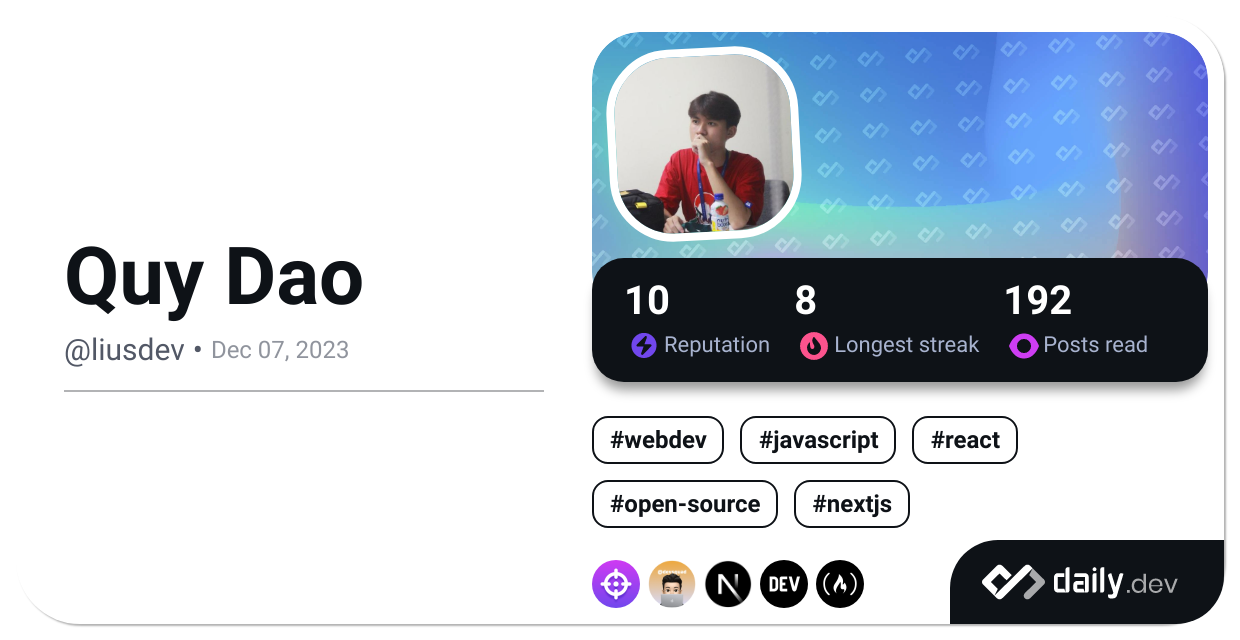 Quy Dao
@liusdev • Dec 07, 2023
10 8 192
Reputation Longest streak Posts read
#webdev #javascript #react
#open-source #nextjs
N DEV
daily.dev